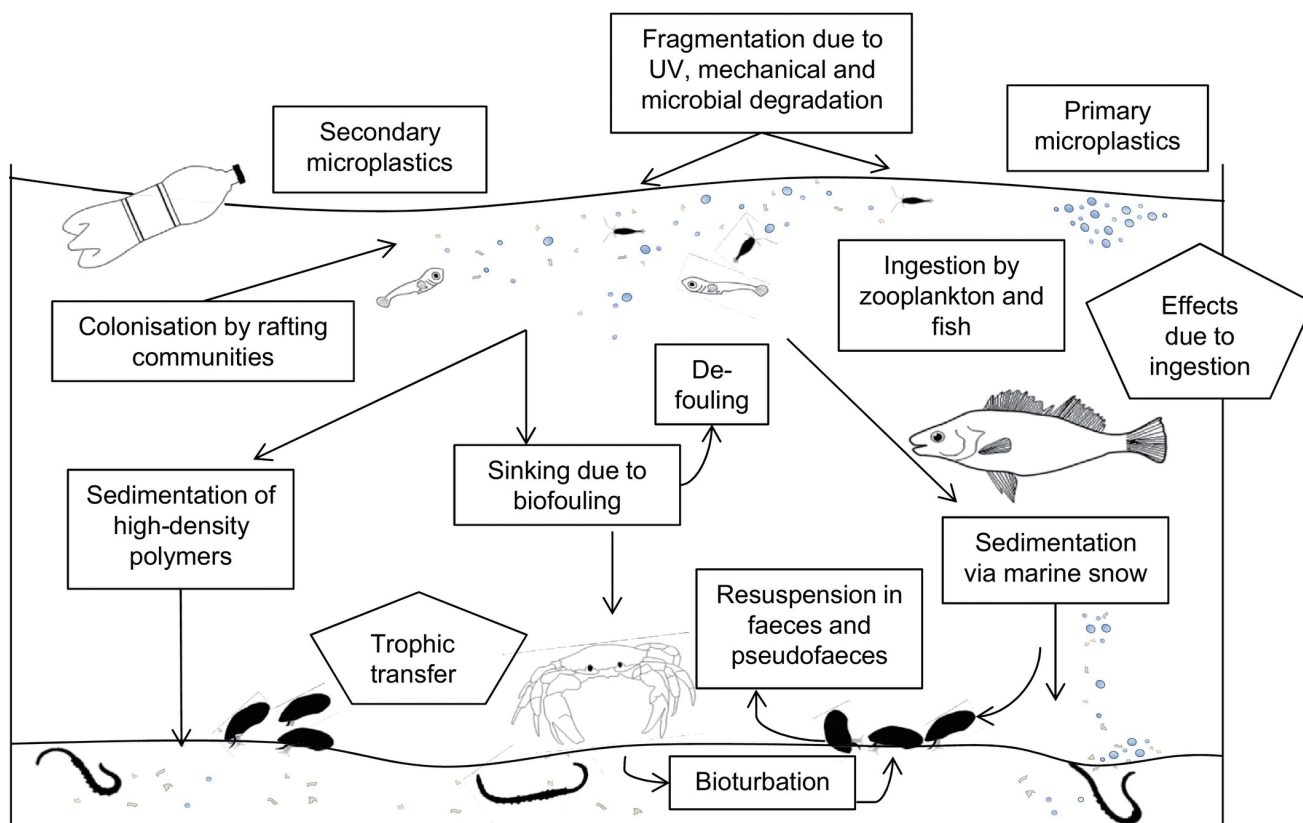 Fragmentation due to
UV, mechanical and
microbial degradation
Secondary
microplastics
Primary
microplastics
Colonisation by rafting
communities
Ingestion by
zooplankton and
fish
Effects
due to
ingestion
De-
fouling
Sedimentation of
high-density
polymers
Sinking due to
biofouling
Sedimentation
via marine snow
Trophic
transfer
Resuspension in
faeces and
pseudofaeces
Bioturbation